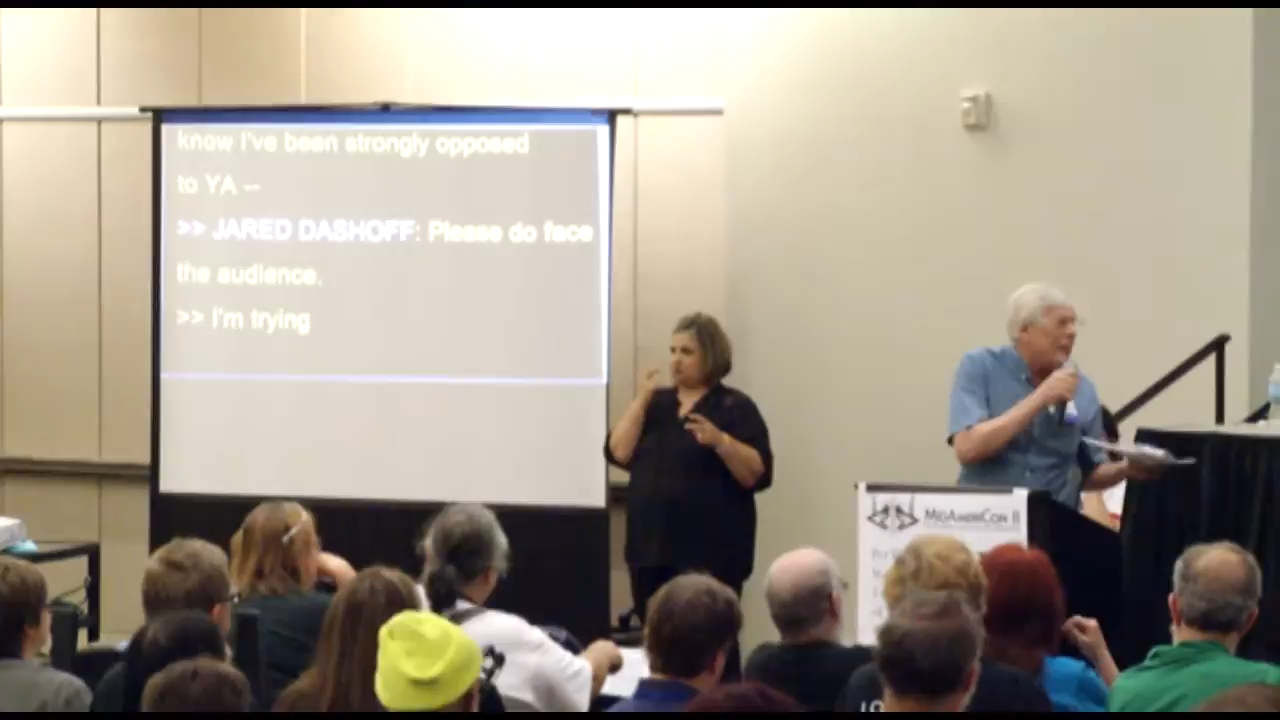 know I've been strongly opposed
to YA --
>> JARED DASHOFF: Please do face
the audience.
>> I'm trying
MIDAMERICON II